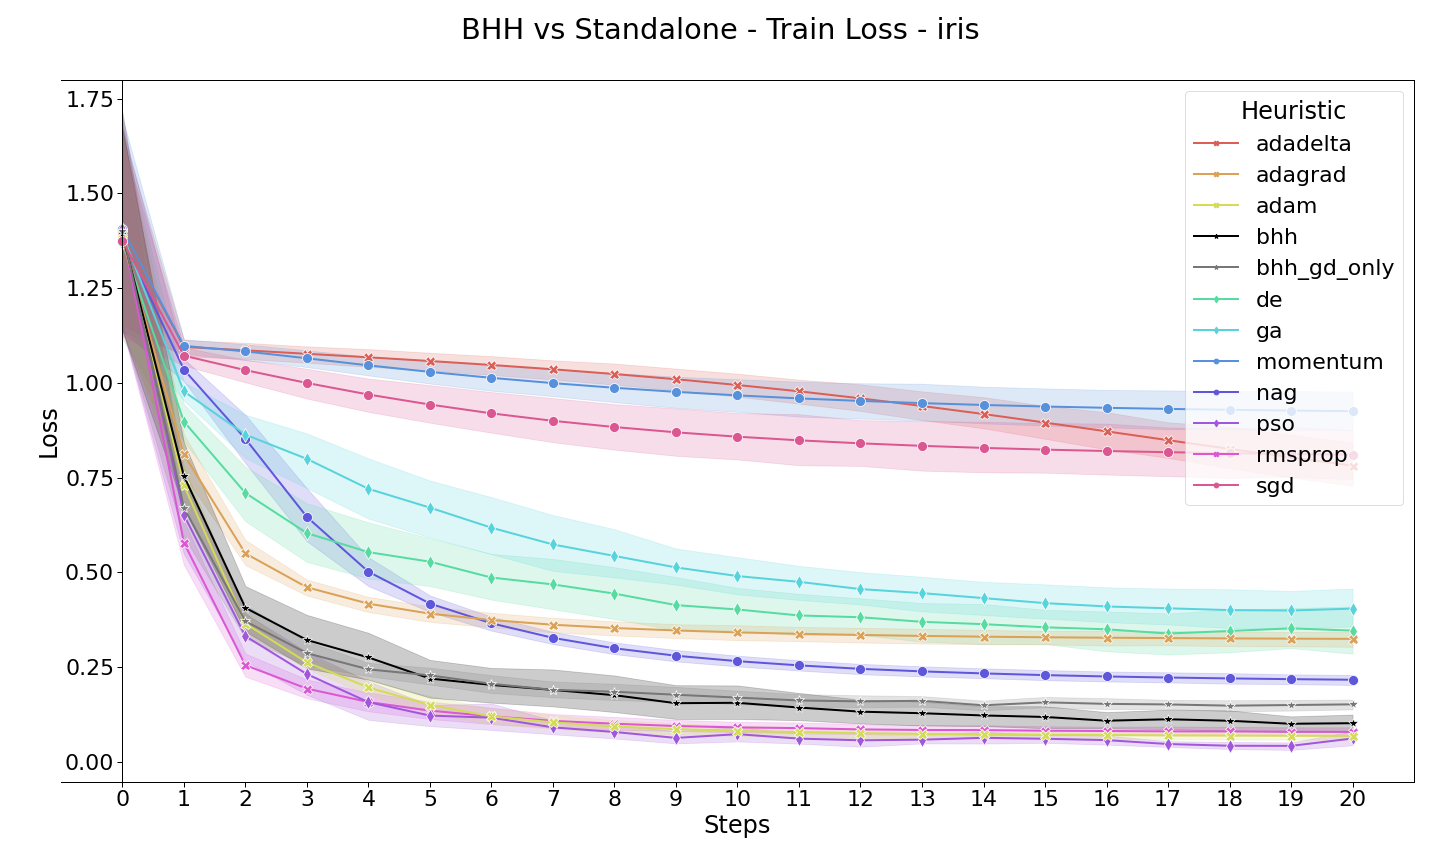 BHH vs Standalone - Train Loss - iris
Loss
1.75
1.50
1.25
1.00
0.75
0.50
0.25
0.00
Heuristic
adadelta
adagrad
adam
bhh
bhh_gd_only
de
ga
momentum
nag
pso
rmsprop
sgd
0 1 2 3 4 5 6 7 8 9 10 11 12 13 14 15 16 17 18 19 20
Steps